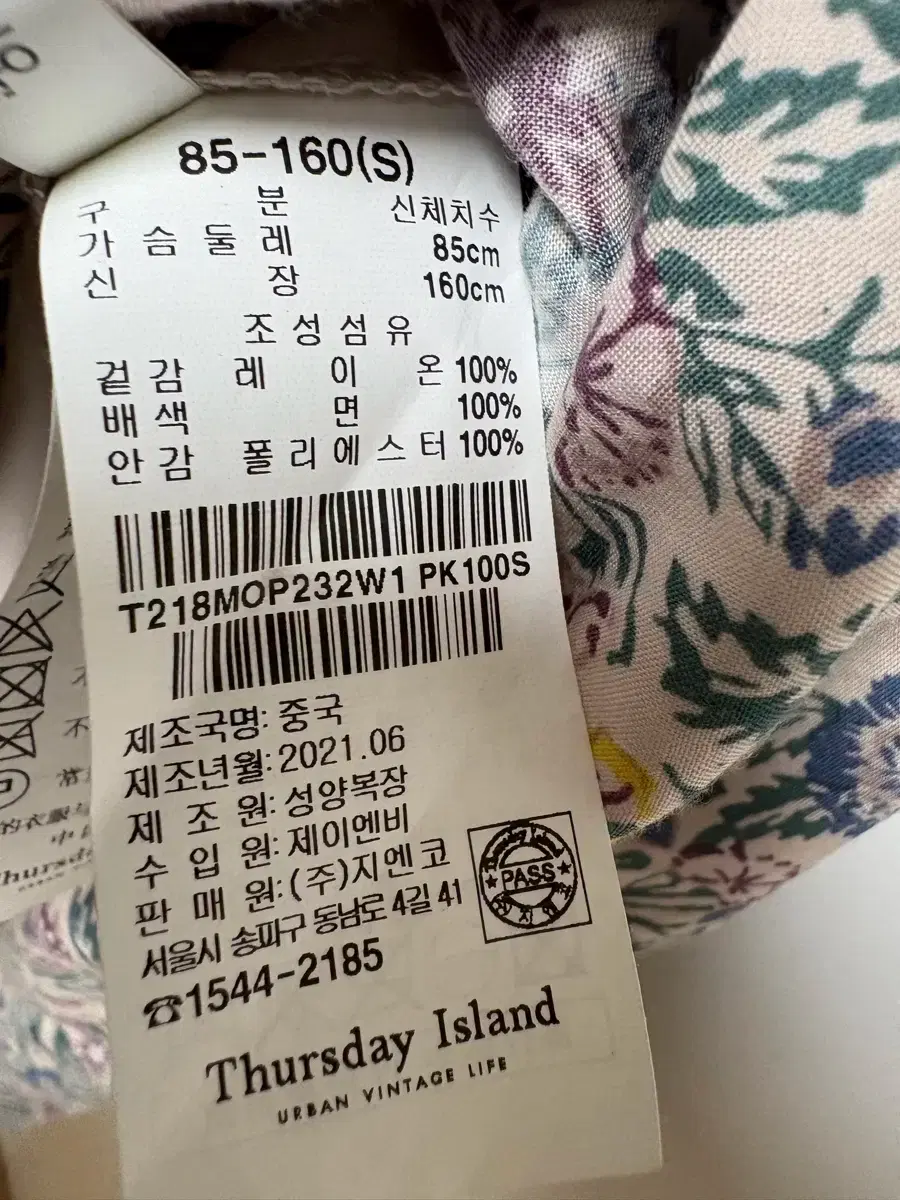 85-160(S)
구 분 신체치수
가 슴 둘 레 85cm
신 장 160cm
조 성 섬 유
겉 감 레 이 온 100%
배 색 면 100%
안 감 폴 리 에 스 터 100%
T218MOP232W1 PK100S
제조국명: 중국
제조년월: 2021.06
제 조 원: 성양복장
수 입 원: 제이엔비
판 매 원: (주)지엔코
서울시 송파구 동남로 4길 41
☎1544-2185
PASS
Thursday Island
URBAN VINTAGE LIFE
的衣服